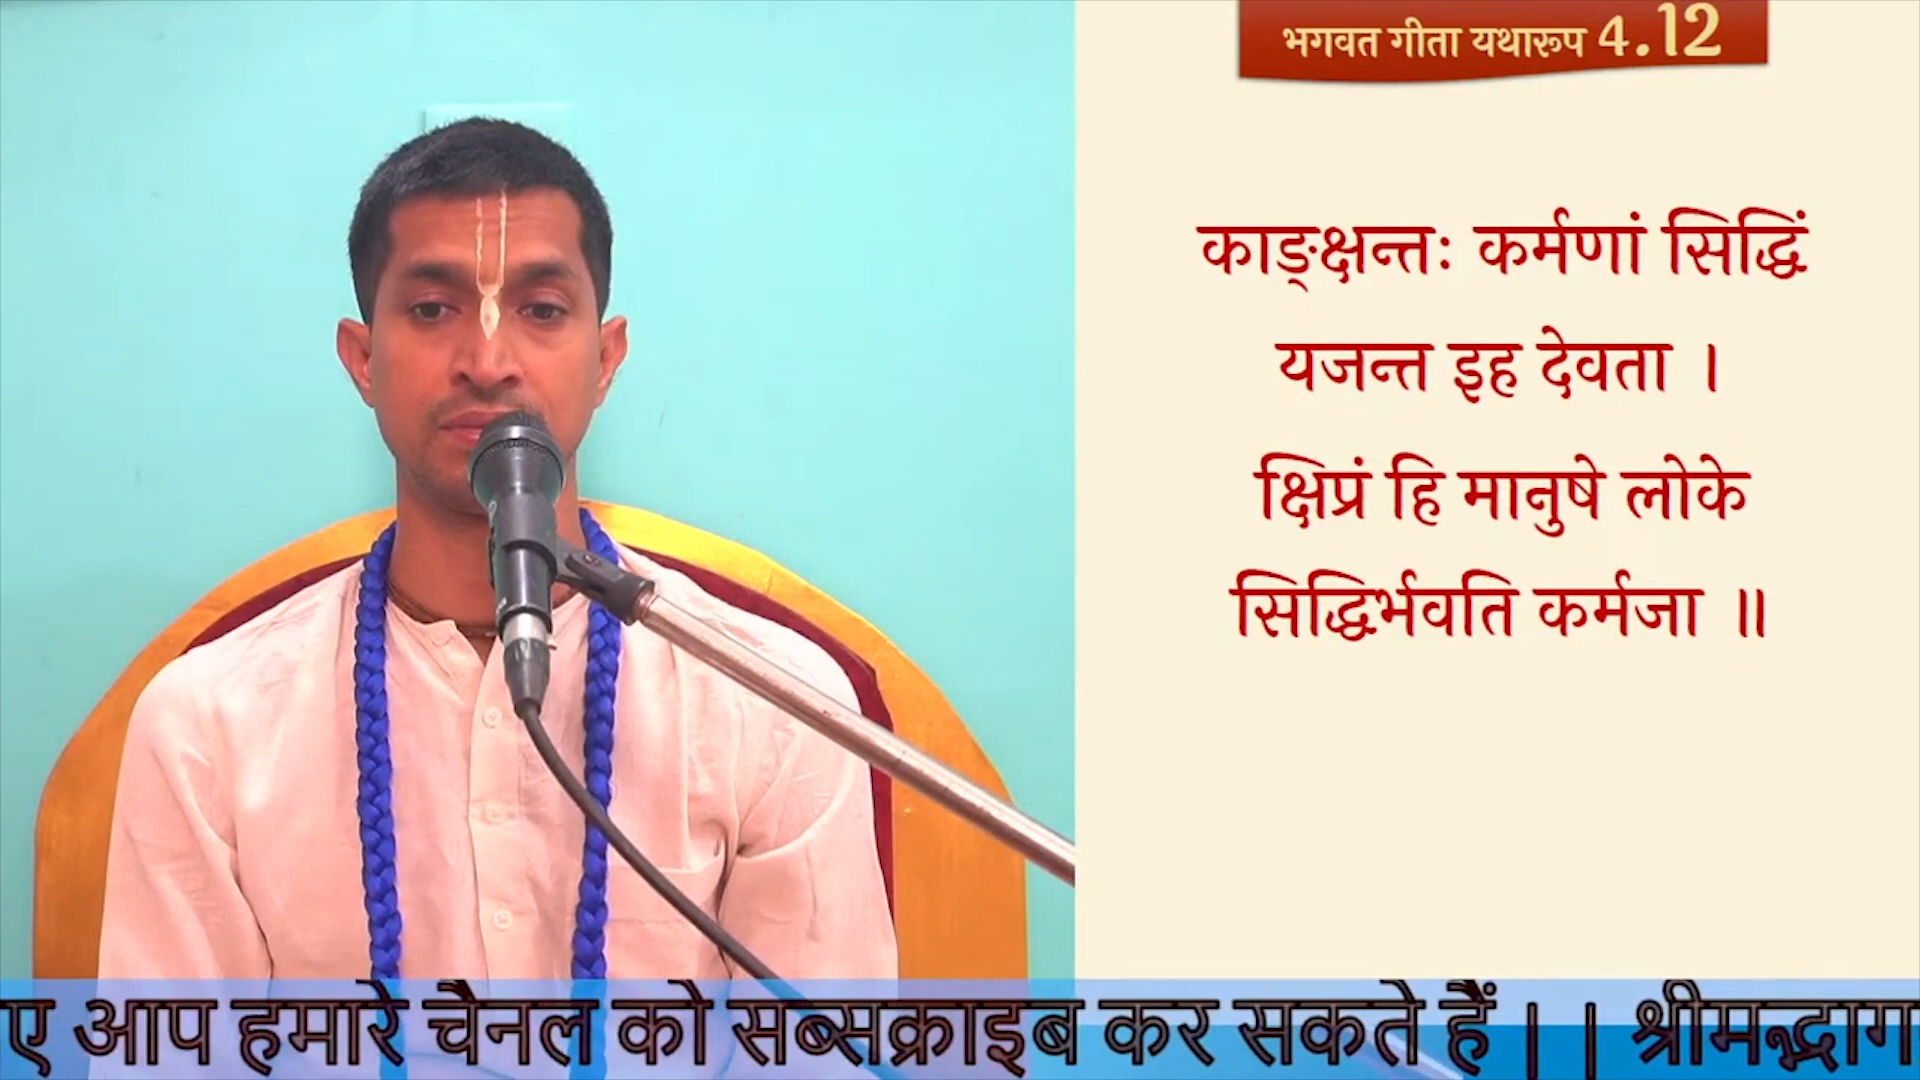 भगवत गीता यथारूप 4.12
काङ्क्षन्तः कर्मणां सिद्धिं
यजन्त इह देवता ।
क्षिप्रं हि मानुषे लोके
सिद्धिर्भवति कर्मजा ॥
ए आप हमारे चैनल को सब्सक्राइब कर सकते हैं | | श्रीमद्भाग